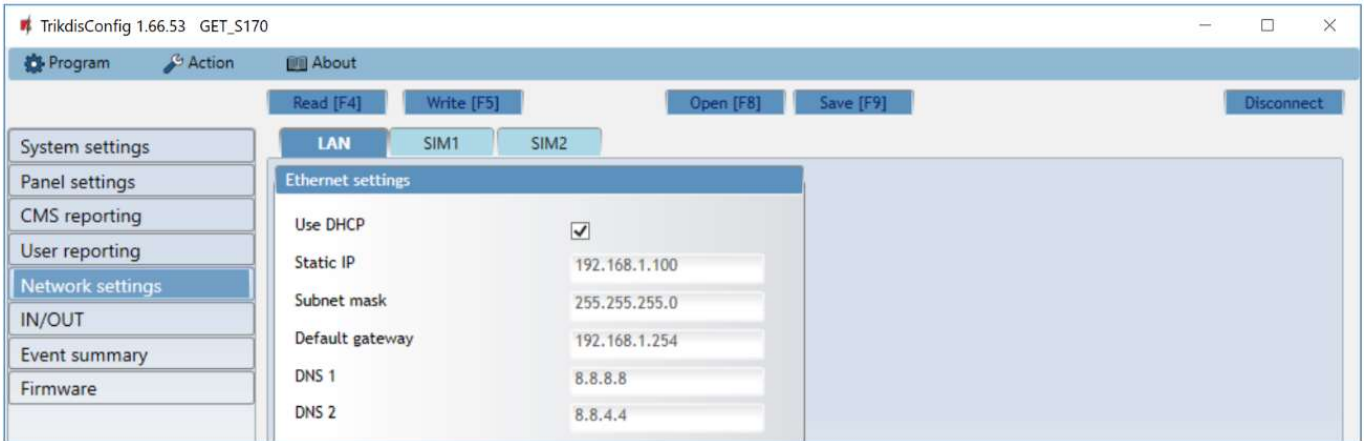 TrikdisConfig 1.66.53 GET_S170
Program Action About
Read [F4] Write [F5] Open [F8] Save [F9] Disconnect
System settings
Panel settings
CMS reporting
User reporting
Network settings
IN/OUT
Event summary
Firmware
LAN SIM1 SIM2
Ethernet settings
Use DHCP
Static IP 192.168.1.100
Subnet mask 255.255.255.0
Default gateway 192.168.1.254
DNS 1 8.8.8.8
DNS 2 8.8.4.4